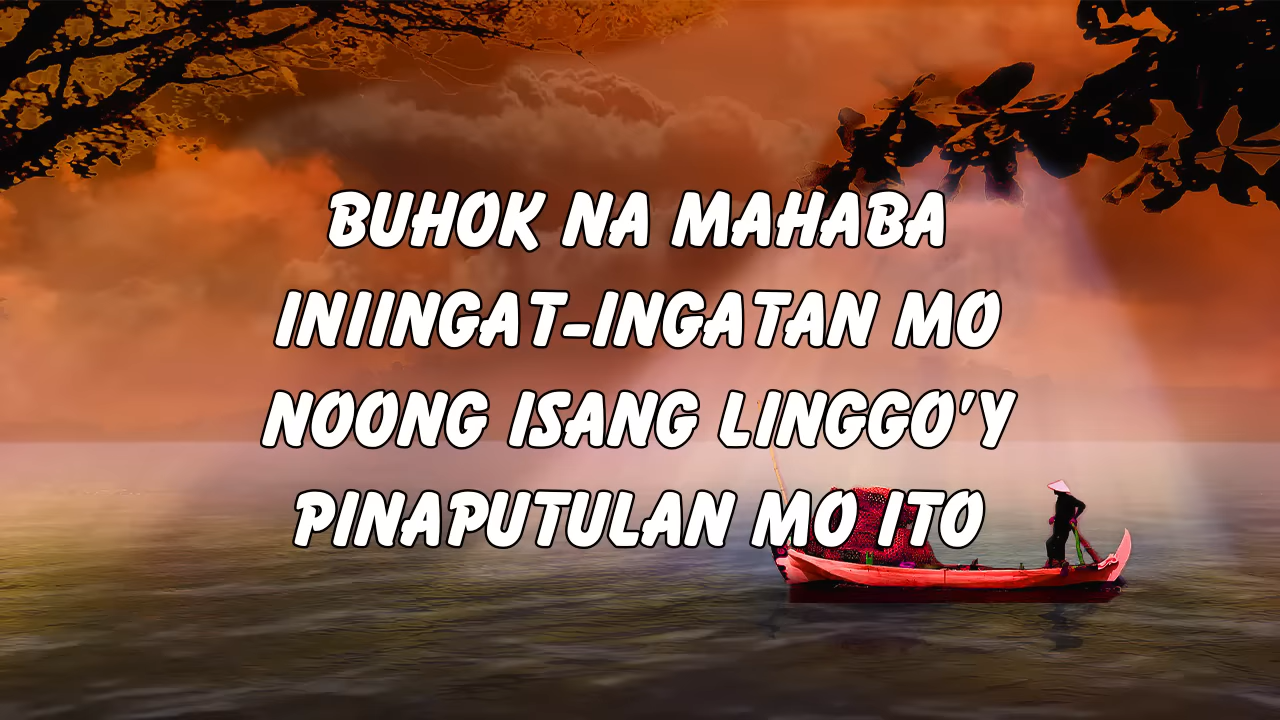 BUHOK NA MAHABA
INIINGAT-INGATAN MO
NOONG ISANG LINGGO'Y
PINAPUTULAN MO ITO